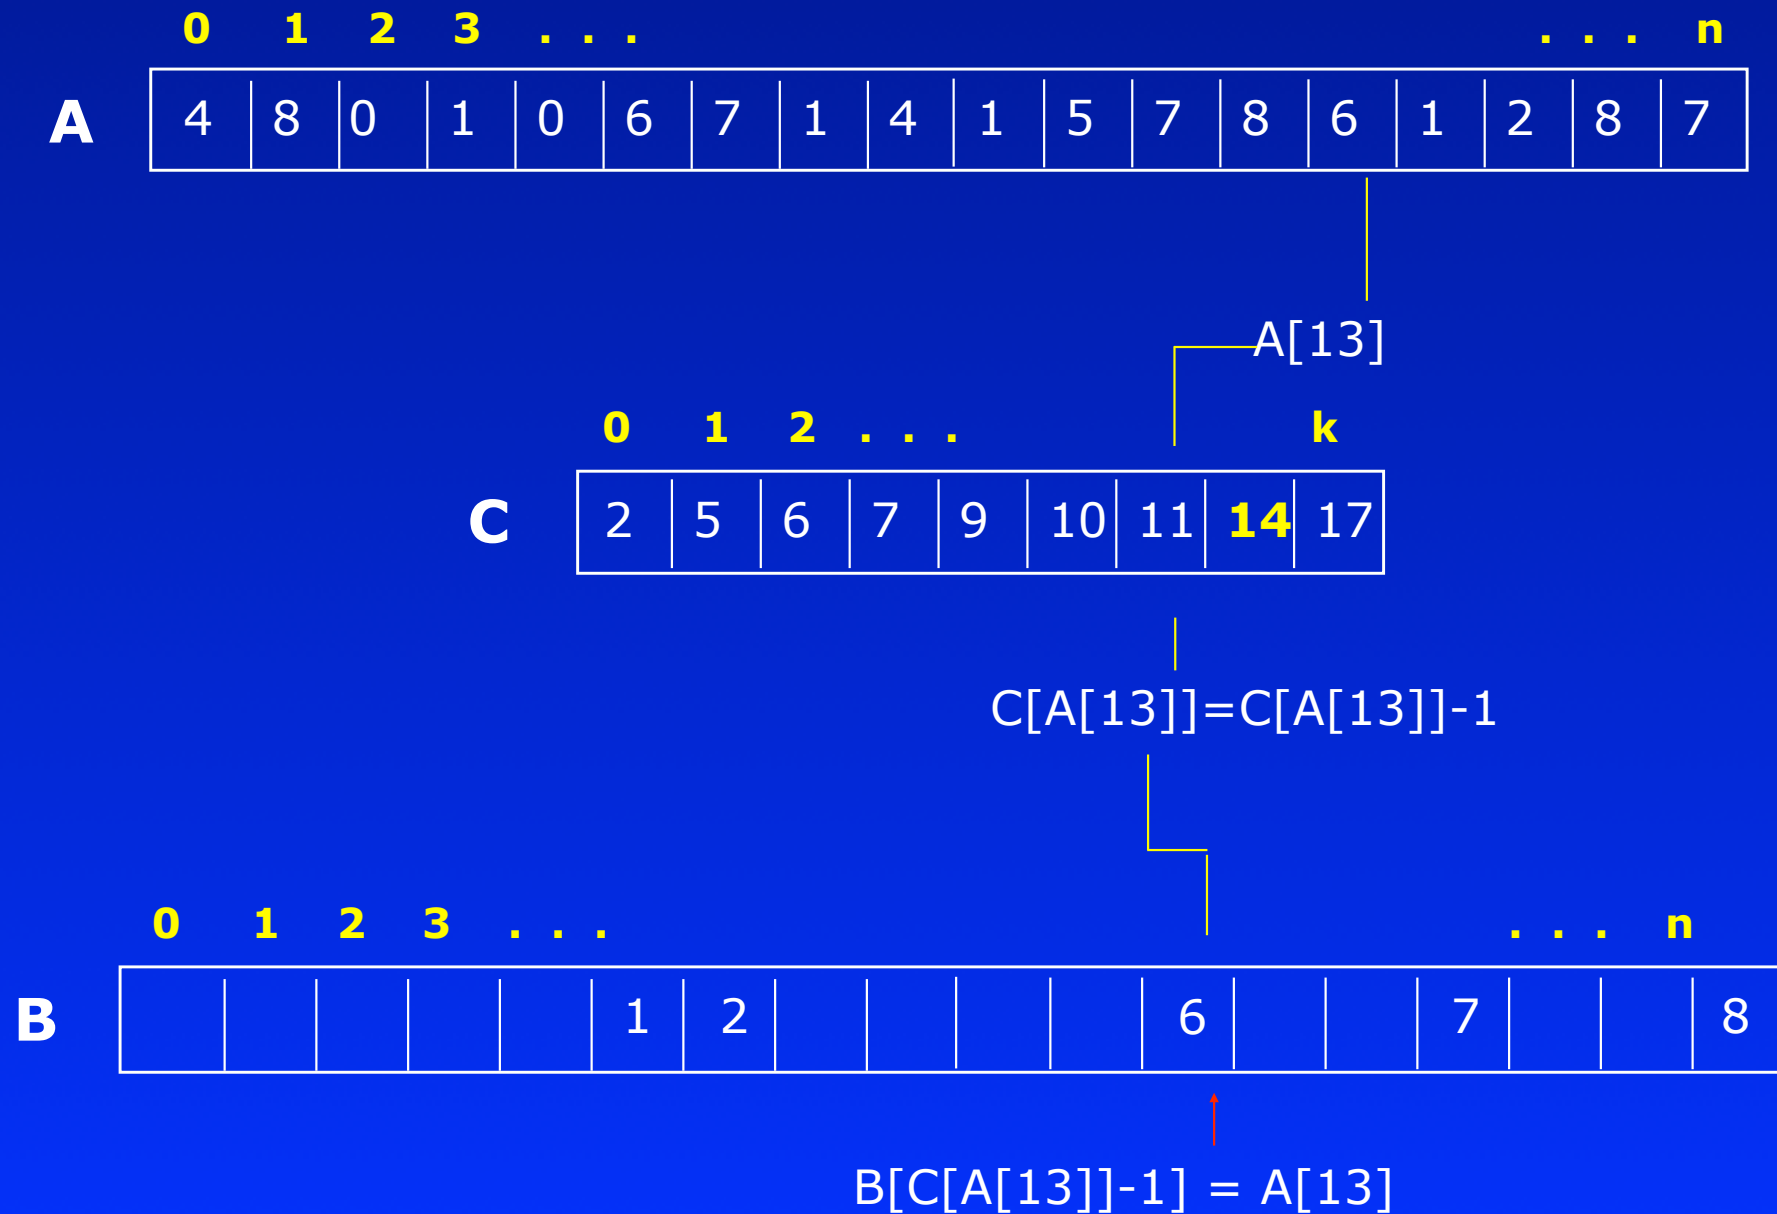 0 1 2 3 . . . . . . n
A 4 8 0 1 0 6 7 1 4 1 5 7 8 6 1 2 8 7
A[13]
0 1 2 . . . k
C 2 5 6 7 9 10 11 14 17
C[A[13]]=C[A[13]]-1
0 1 2 3 . . . . . . n
B 1 2 6 7 8
B[C[A[13]]-1] = A[13]